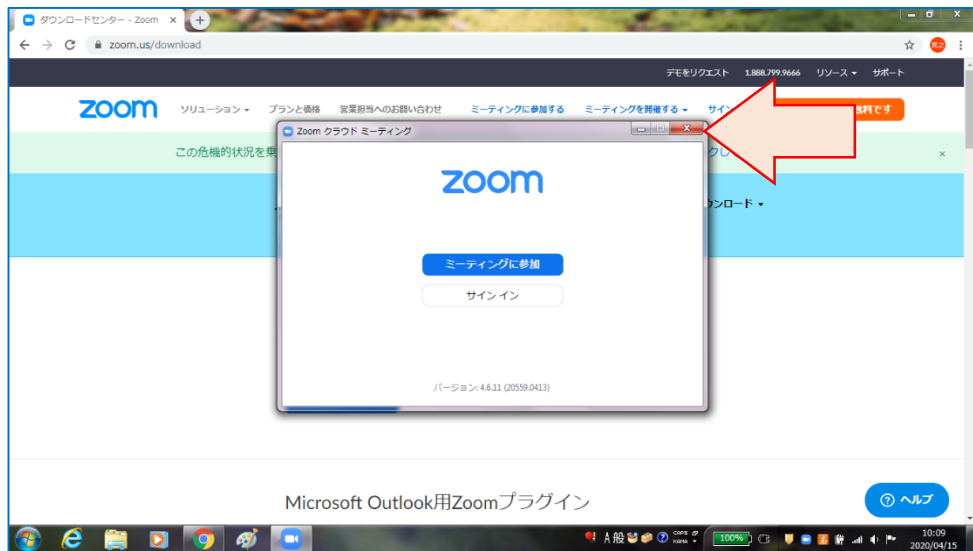 ダウンロードセンター - Zoom
zoom.us/download
デモをリクエスト 1.888.799.9666 リソース サポート
zoom ソリューション プランと価格 営業担当へのお問い合わせ ミーティングに参加する ミーティングを開催する サイン 無料です
Zoom クラウド ミーティング
この危機的状況を乗
zoom
ウンロード
ミーティングに参加
サイン イン
バージョン: 4.6.11 (20559.0413)
Microsoft Outlook用Zoomプラグイン
ヘルプ
A 般 CAPS KANA 100% 10:09
2020/04/15